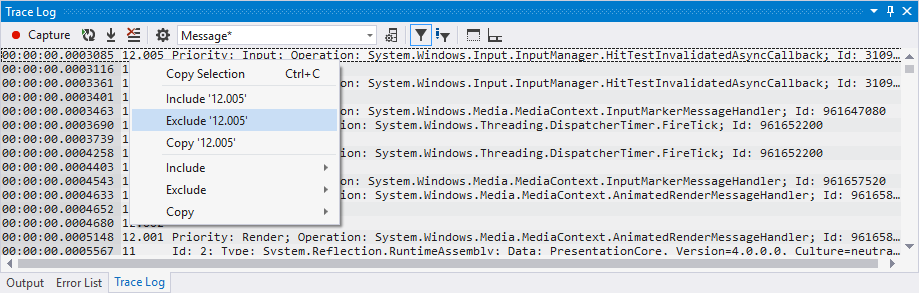 Trace Log
Capture Message*
00:00:00.0003085 12.005 Priority: Input; Operation: System.Windows.Input.InputManager.HitTestInvalidatedAsyncCallback; Id: 3109…
00:00:00.0003116 1
Copy Selection Ctrl+C
00:00:00.0003361 1 on: System.Windows.Input.InputManager.HitTestInvalidatedAsyncCallback; Id: 3109…
00:00:00.0003401 1
Include '12.005'
00:00:00.0003463 1 on: System.Windows.Media.MediaContext.InputMarkerMessageHandler; Id: 961647080
00:00:00.0003690 1 on: System.Windows.Threading.DispatcherTimer.FireTick; Id: 961652200
Exclude '12.005'
00:00:00.0003739 1
Copy '12.005'
00:00:00.0004258 1 on: System.Windows.Threading.DispatcherTimer.FireTick; Id: 961652200
00:00:00.0004403 1
Include
00:00:00.0004543 1 on: System.Windows.Media.MediaContext.InputMarkerMessageHandler; Id: 961657520
00:00:00.0004633 1 on: System.Windows.Media.MediaContext.AnimatedRenderMessageHandler; Id: 961658…
Exclude
00:00:00.0004652 1
Copy
00:00:00.0004680 12.002
00:00:00.0005148 12.001 Priority: Render; Operation: System.Windows.Media.MediaContext.AnimatedRenderMessageHandler; Id: 961658…
00:00:00.0005567 11 Id: 2; Type: System.Reflection.RuntimeAssembly; Data: PresentationCore, Version=4.0.0.0, Culture=neutra…
Output Error List Trace Log